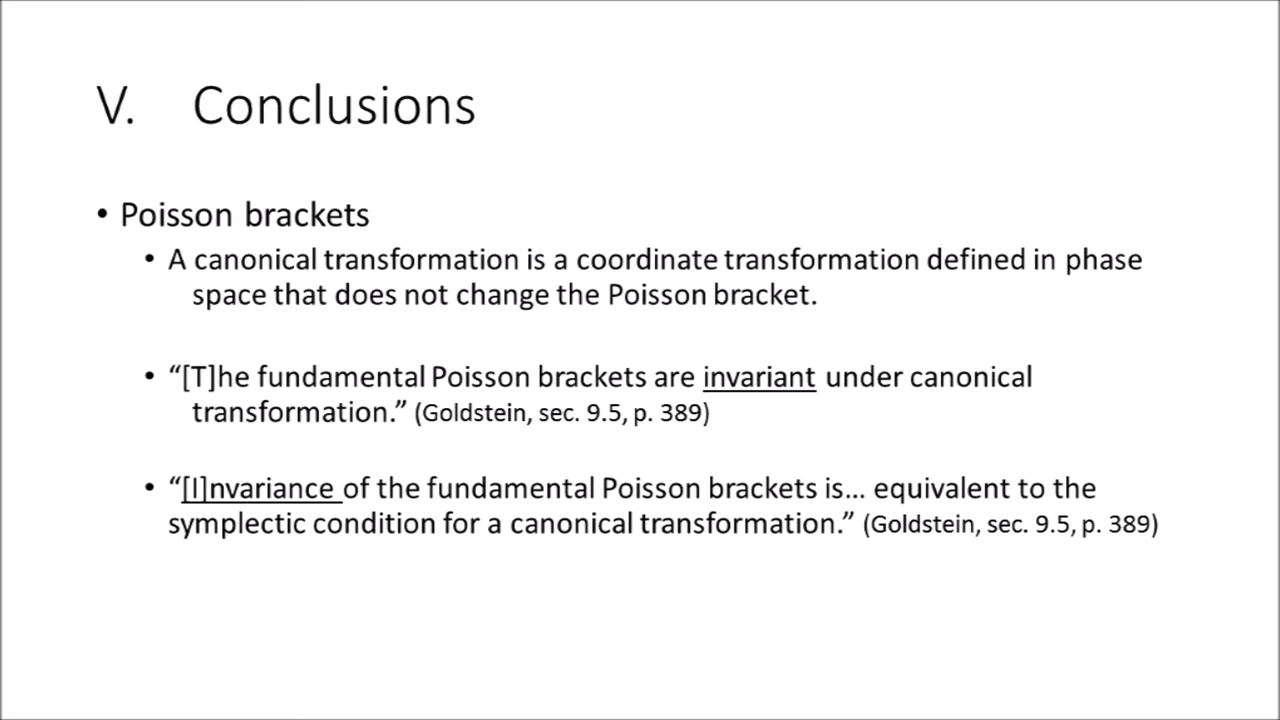 V. Conclusions
• Poisson brackets
• A canonical transformation is a coordinate transformation defined in phase
space that does not change the Poisson bracket.
• “[T]he fundamental Poisson brackets are invariant under canonical
transformation.” (Goldstein, sec. 9.5, p. 389)
• “[I]nvariance of the fundamental Poisson brackets is… equivalent to the
symplectic condition for a canonical transformation.” (Goldstein, sec. 9.5, p. 389)